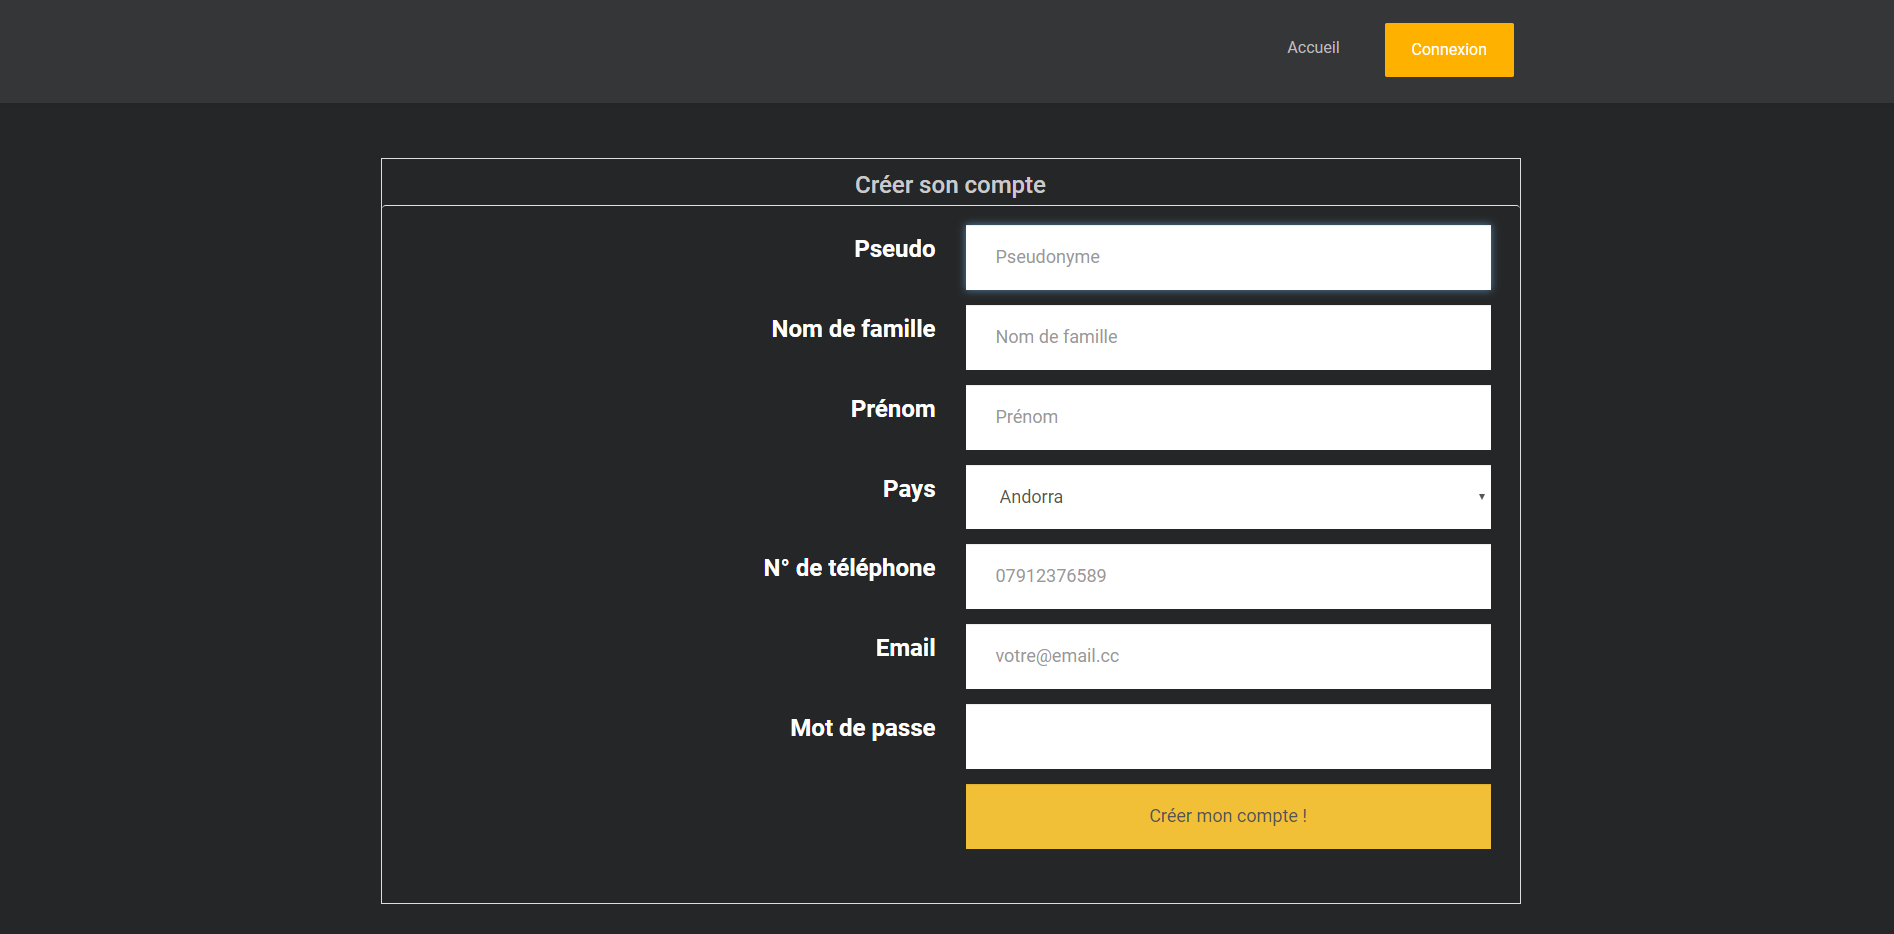 Accueil
Connexion
Créer son compte
Pseudo
Pseudonyme
Nom de famille
Nom de famille
Prénom
Prénom
Pays
Andorra
N° de téléphone
07912376589
Email
votre@email.cc
Mot de passe
Créer mon compte !